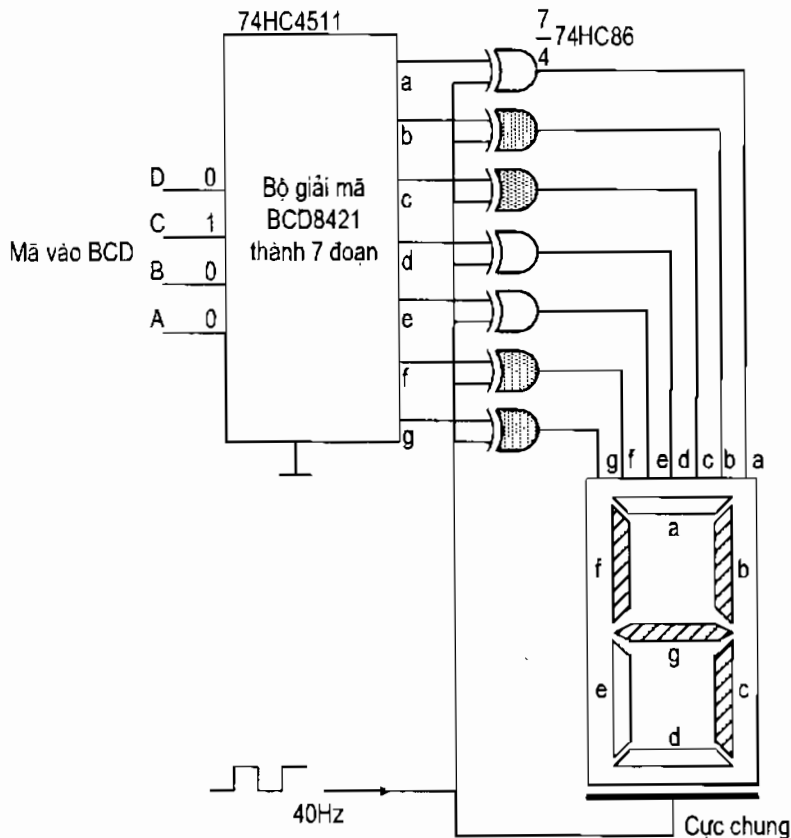 74HC4511
7/4 74HC86
a
b
c
d
e
f
g
D 0
C 1
B 0
A 0
Mã vào BCD
Bộ giải mã
BCD8421
thành 7 đoạn
g f e d c b a
a
f b
g
e c
d
40Hz
Cực chung